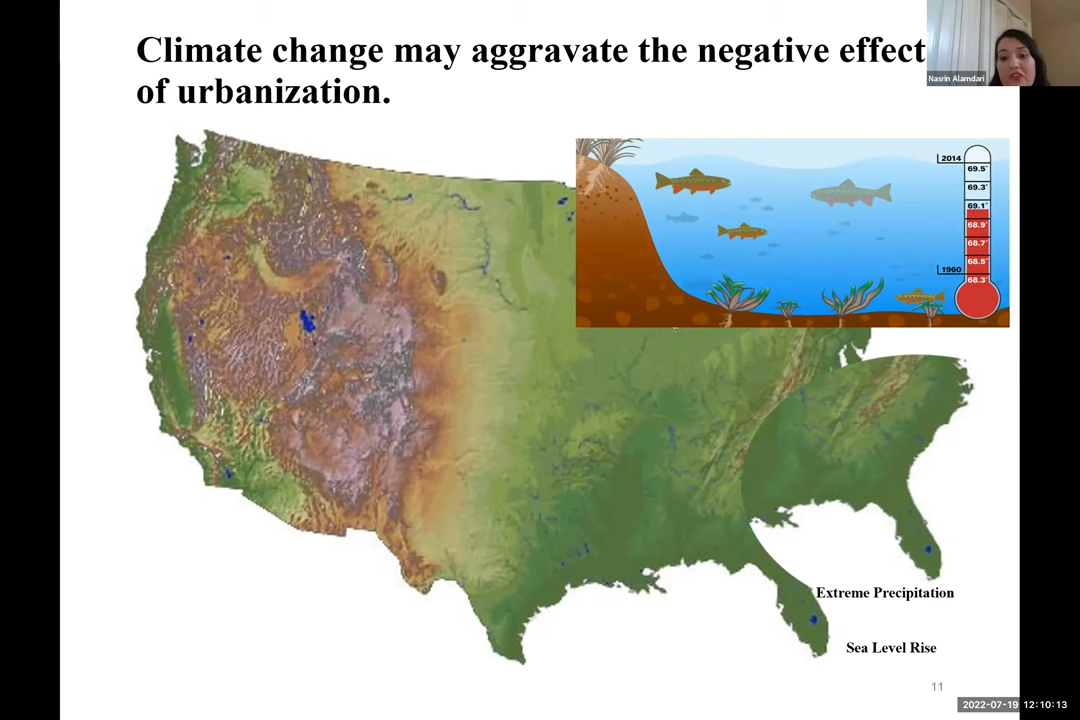 Climate change may aggravate the negative effect
of urbanization.
Nasrin Alamdari
2014
69.5°
69.3°
69.1°
68.9°
68.7°
68.5°
1960
68.3°
Extreme Precipitation
Sea Level Rise
11
2022-07-19 12:10:13